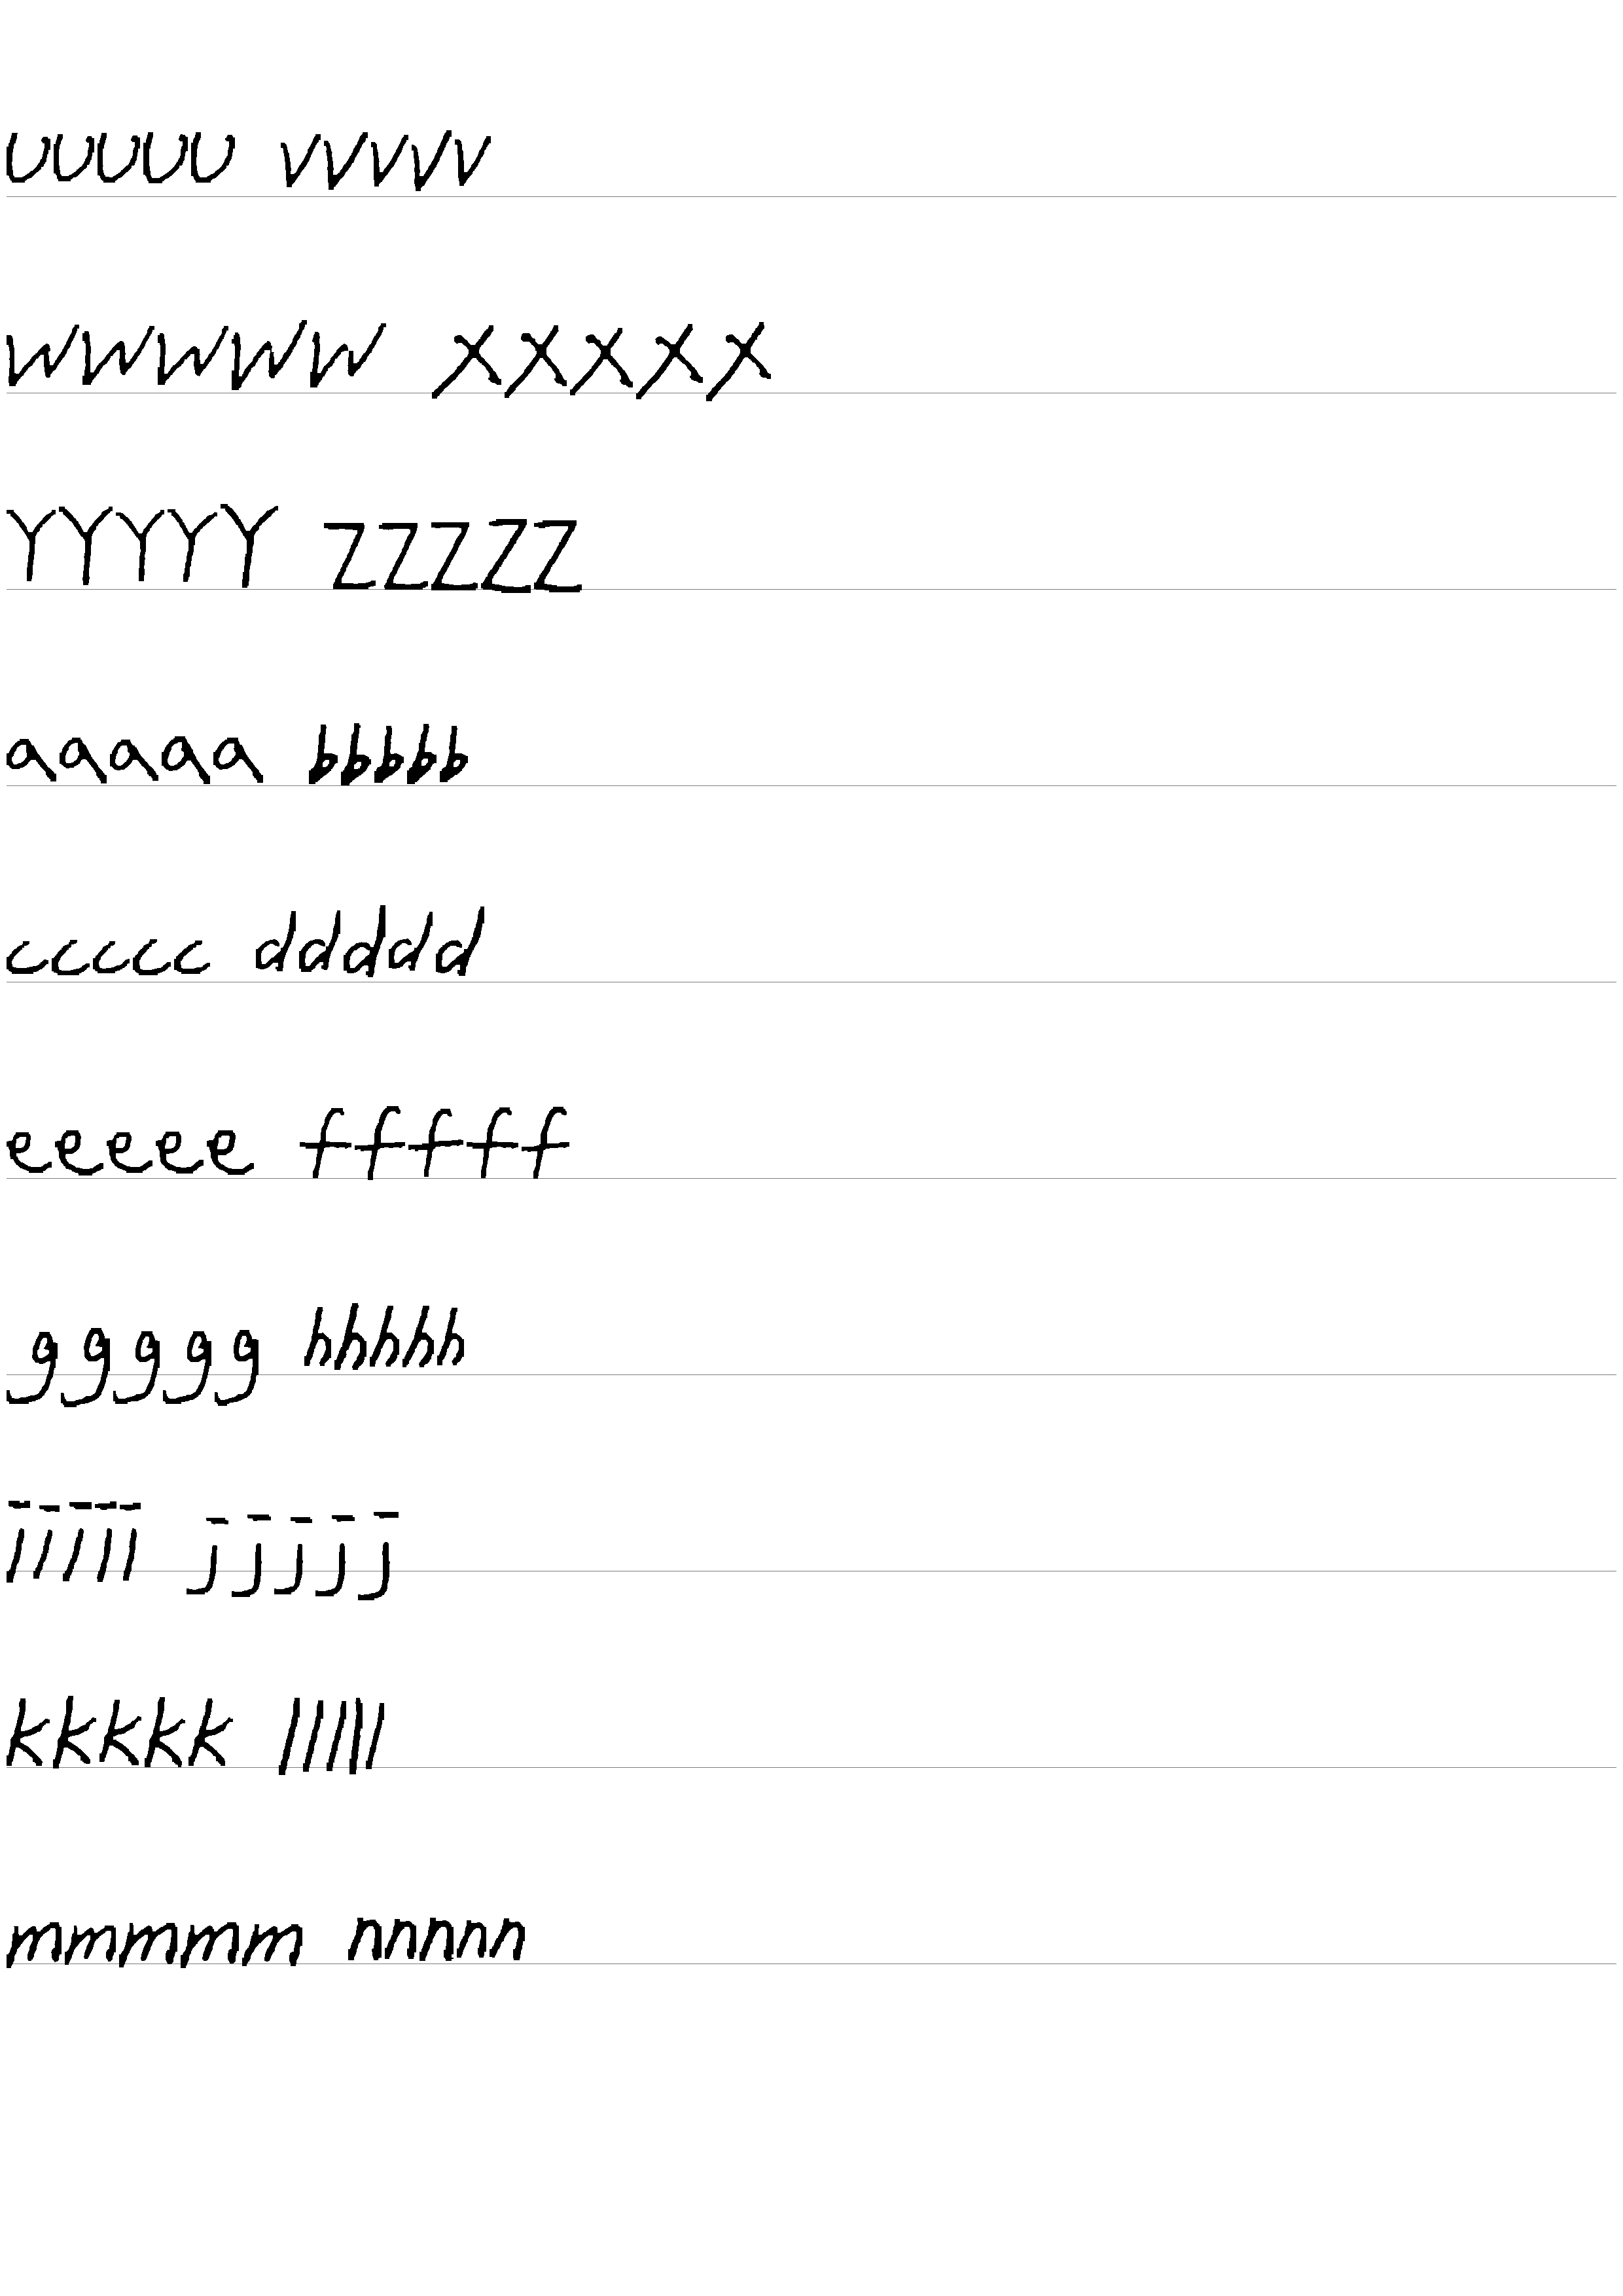 UUUUU VVVVV
WWWWW XXXXX
YYYYY ZZZZZ
aaaaa bbbbb
ccccc ddddd
eeeee fffff
ggggg hhhhh
iiiii jjjjj
kkkkk lllll
mmmmm nnnnn